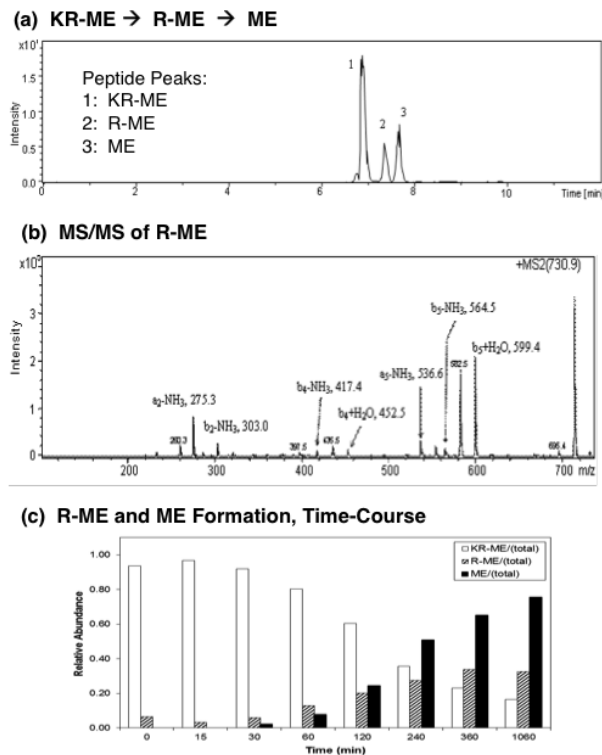 (a) KR-ME → R-ME → ME
x10⁷
1.5
1.0
0.5
0.0
Intensity
Peptide Peaks:
1: KR-ME
2: R-ME
3: ME
1
2
3
0 2 4 6 8 10 Time [min]
(b) MS/MS of R-ME
3
2
1
0
Intensity
+MS2(730.9)
b5-NH3, 564.5
a5-NH3, 536.6
582.5
b5+H2O, 599.4
b4-NH3, 417.4
b4+H2O, 452.5
a2-NH3, 275.3
b2-NH3, 303.0
200 300 400 500 600 700 m/z
(c) R-ME and ME Formation, Time-Course
KR-ME/(total)
R-ME/(total)
ME/(total)
1.00
0.80
0.60
0.40
0.20
0.00
Relative Abundance
0 15 30 60 120 240 360 1060
Time (min)